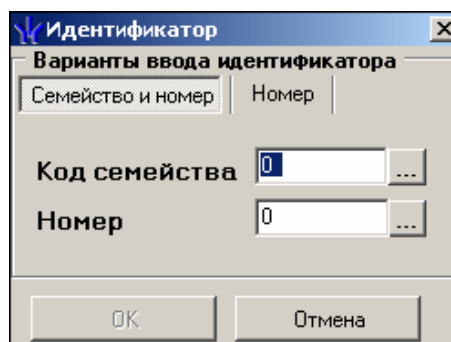 Идентификатор
Варианты ввода идентификатора
Семейство и номер Номер
Код семейства 0 ...
Номер 0 ...
OK Отмена